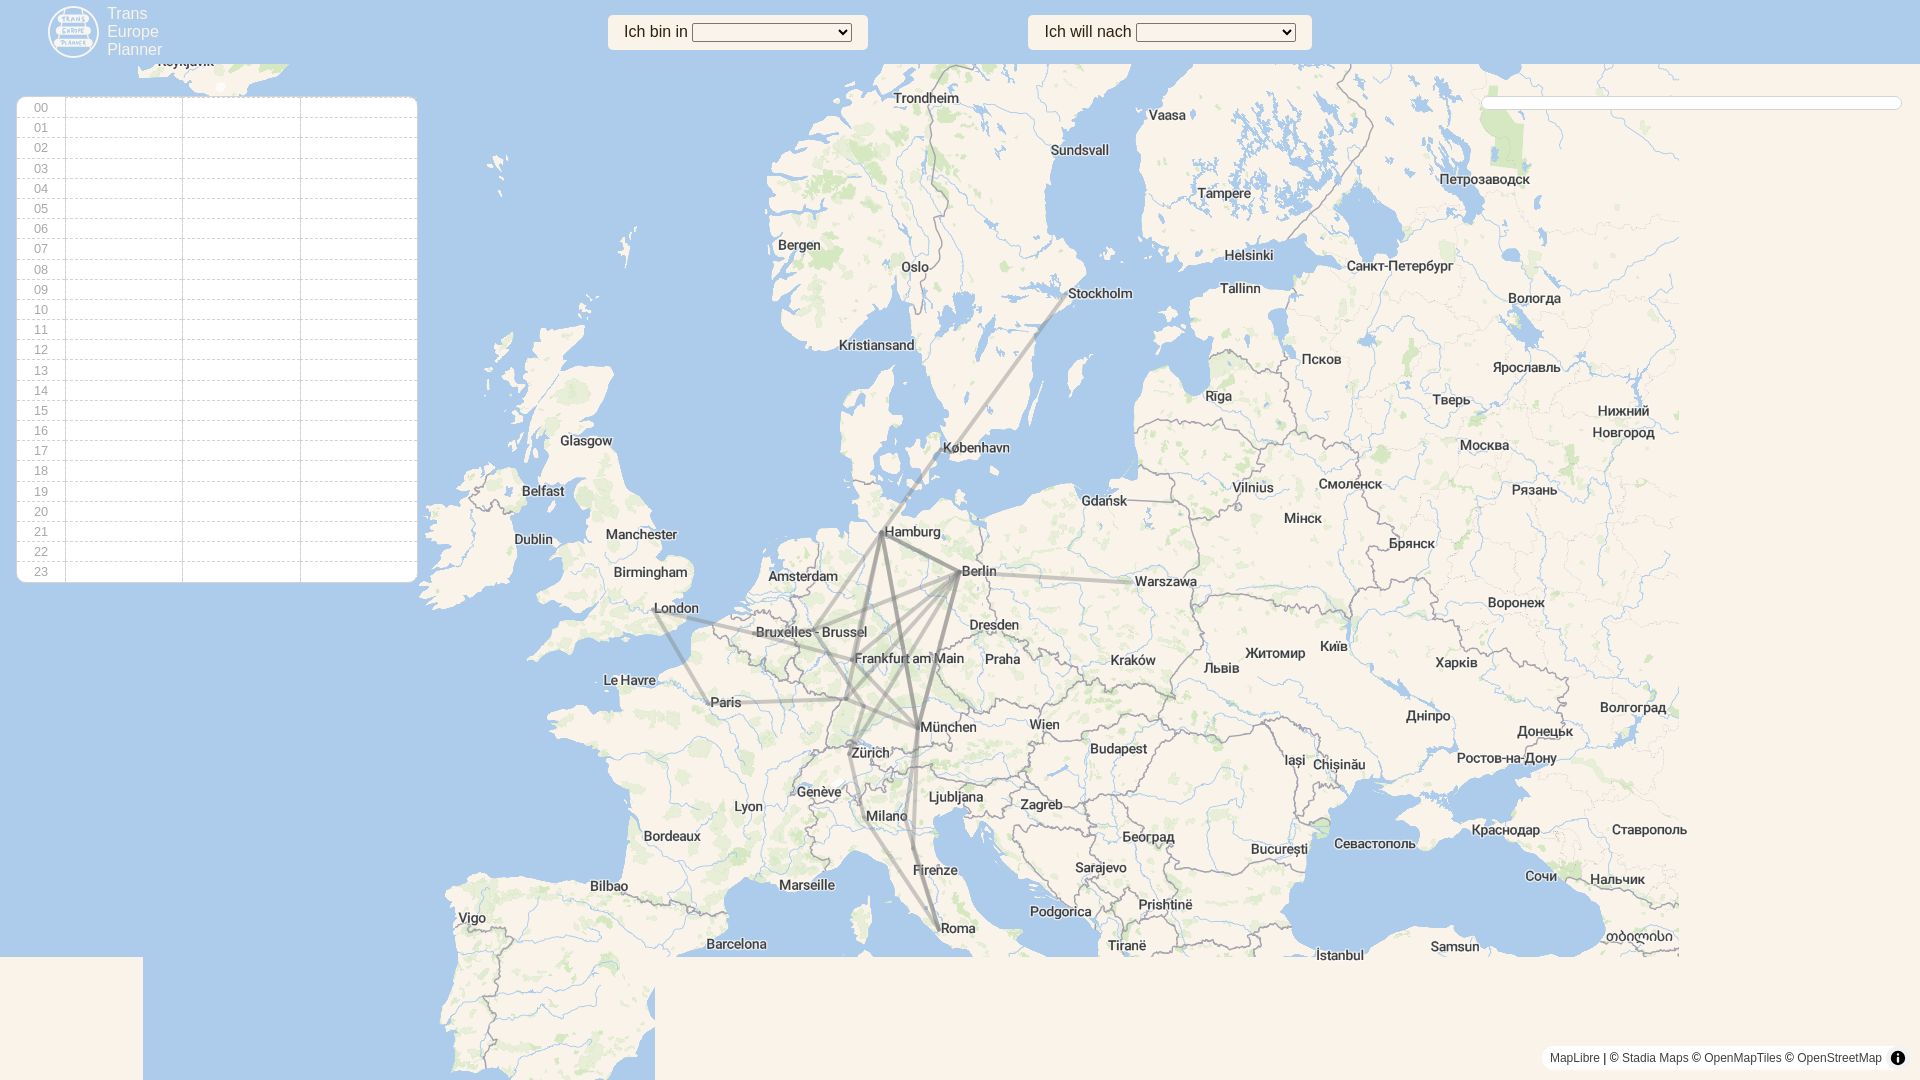 Trans
Europe
Planner
TRANS
EUROPE
PLANNER
Ich bin in
Ich will nach
00
01
02
03
04
05
06
07
08
09
10
11
12
13
14
15
16
17
18
19
20
21
22
23
Reykjavík
Trondheim
Vaasa
Sundsvall
Петрозаводск
Tampere
Bergen
Helsinki
Oslo
Санкт-Петербург
Tallinn
Stockholm
Вологда
Kristiansand
Псков
Ярославль
Rīga
Тверь
Нижний
Новгород
Glasgow
Москва
København
Смоленск
Vilnius
Рязань
Belfast
Gdańsk
Мінск
Hamburg
Manchester
Dublin
Брянск
Berlin
Birmingham
Amsterdam
Warszawa
Воронеж
London
Dresden
Bruxelles - Brussel
Київ
Житомир
Frankfurt am Main
Praha
Kraków
Харків
Львів
Le Havre
Paris
Волгоград
Дніпро
München
Wien
Донецьк
Budapest
Zürich
Iași
Chișinău
Ростов-на-Дону
Genève
Ljubljana
Zagreb
Lyon
Milano
Краснодар
Ставрополь
Bordeaux
Београд
Севастополь
București
Sarajevo
Firenze
Сочи
Нальчик
Marseille
Bilbao
Prishtinë
Podgorica
Vigo
Roma
თბილისი
Barcelona
Tiranë
Samsun
İstanbul
MapLibre | © Stadia Maps © OpenMapTiles © OpenStreetMap